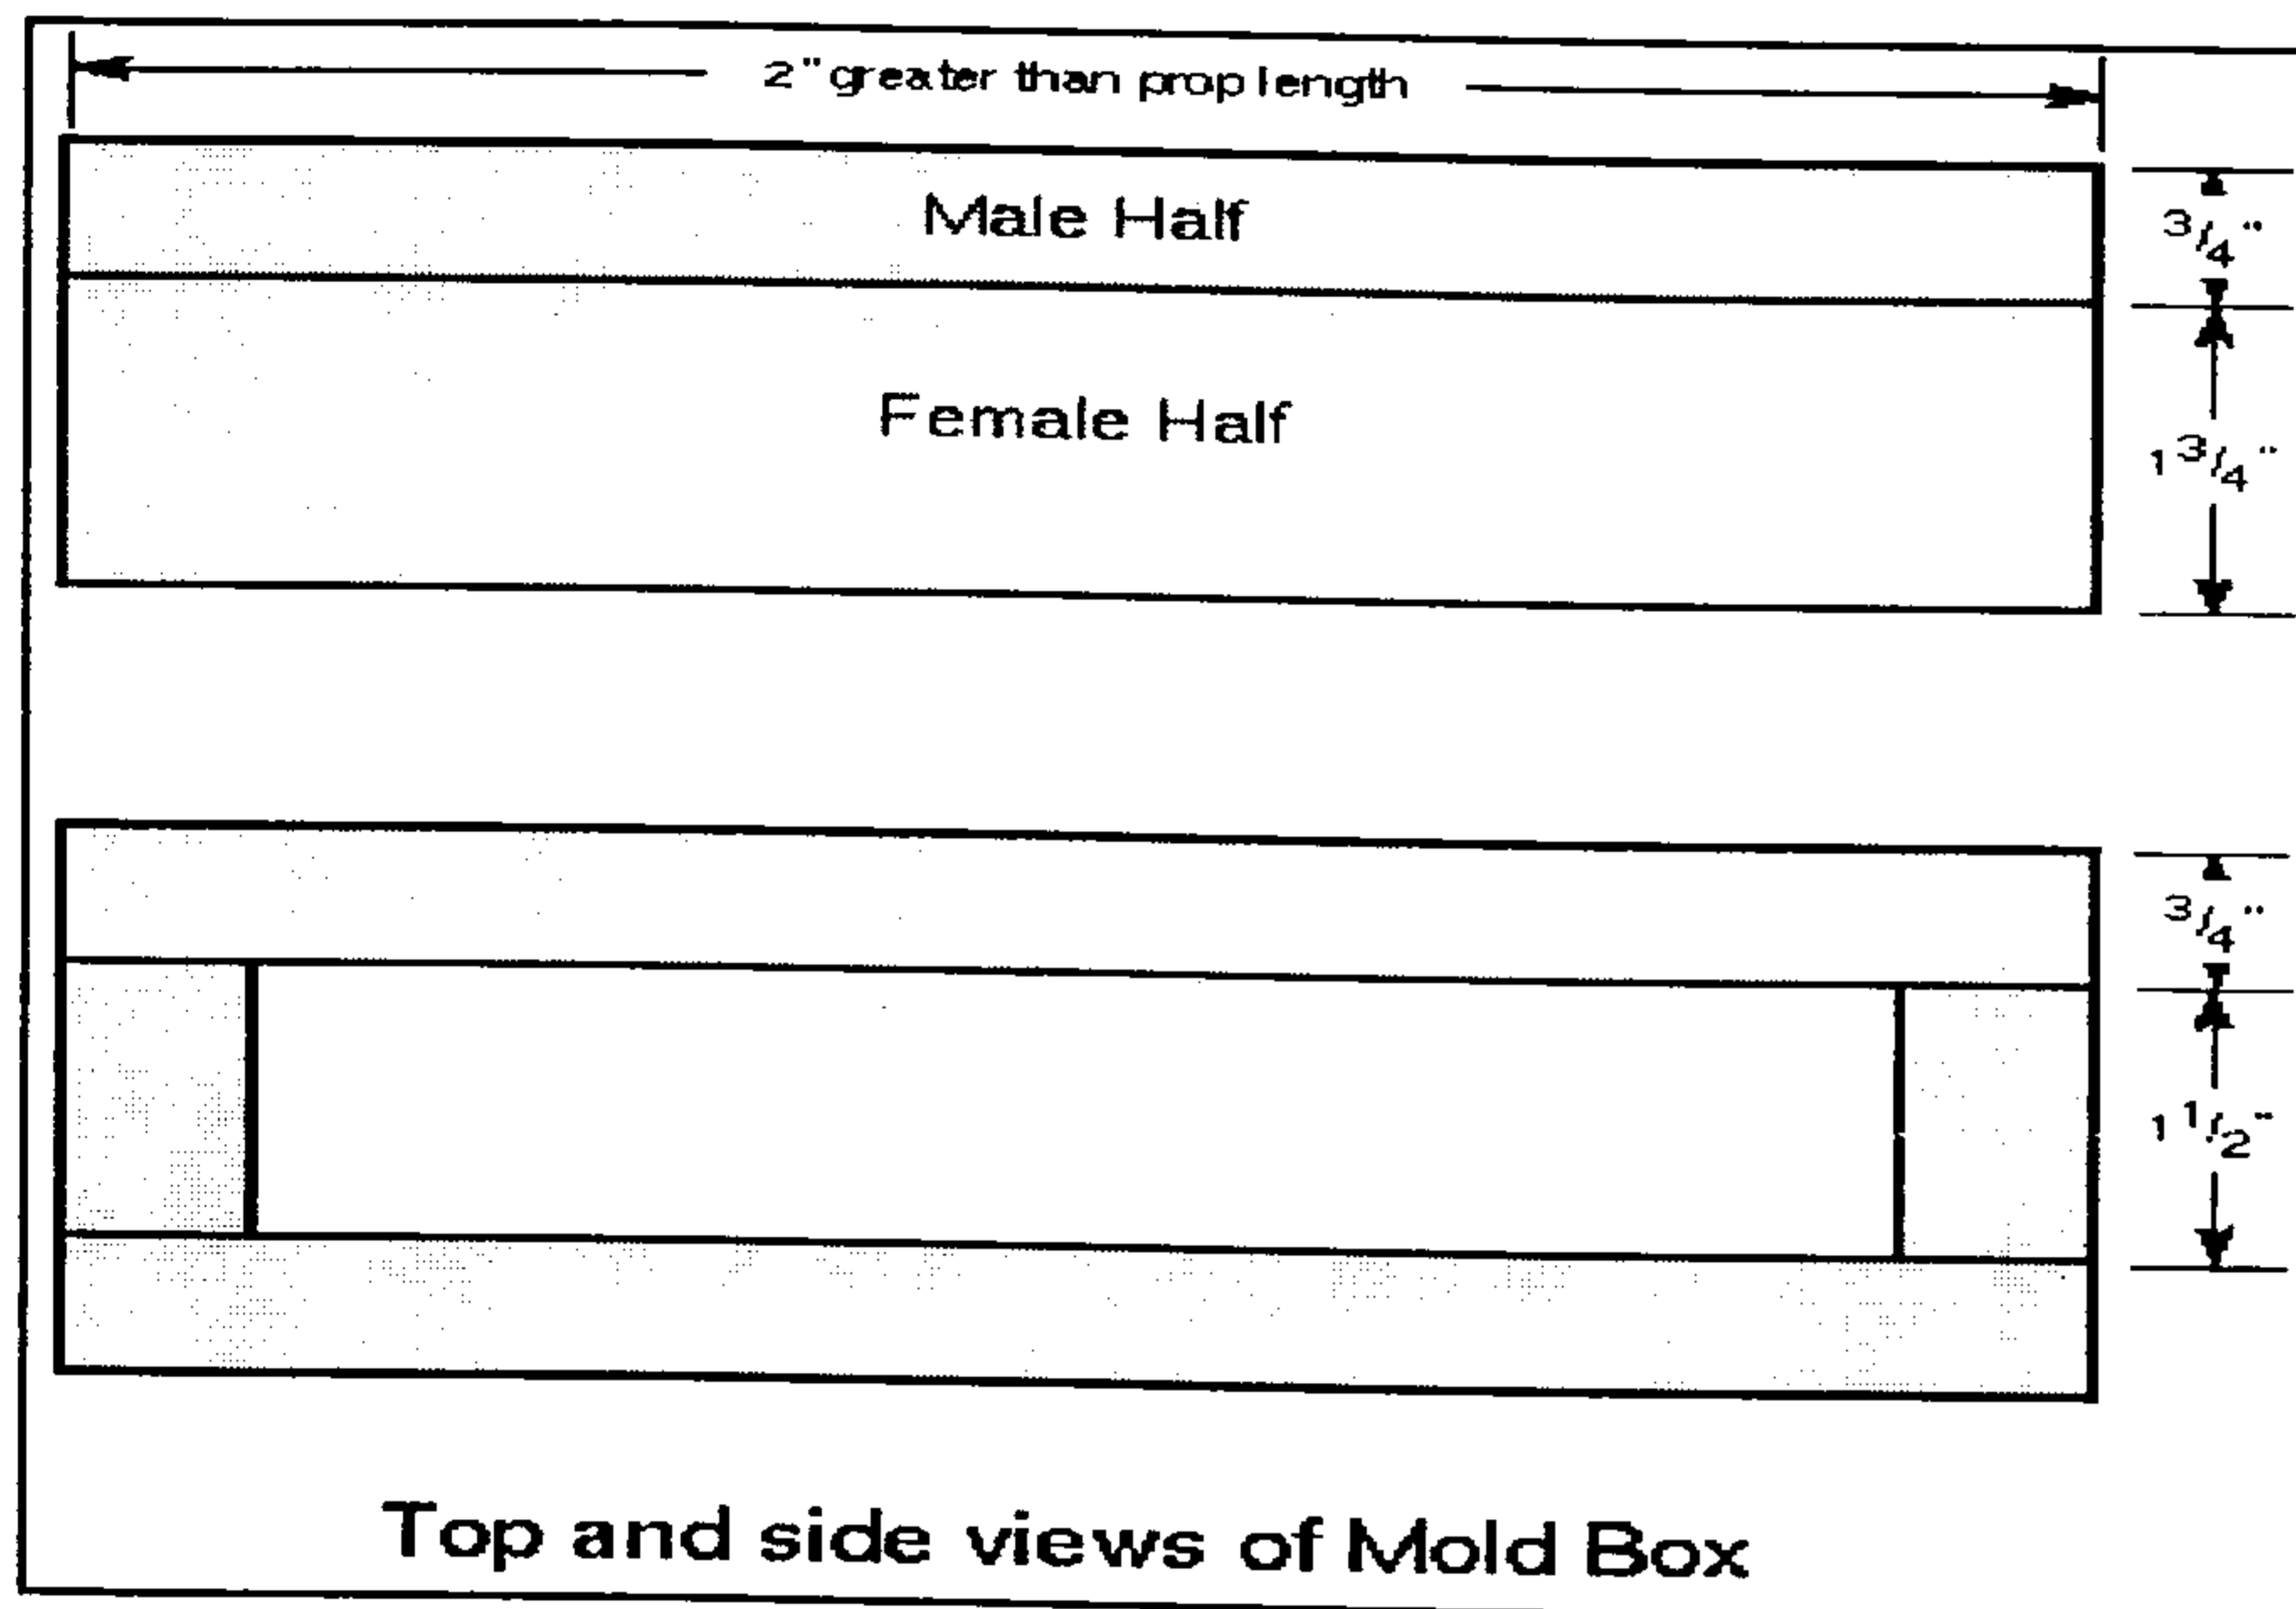 2" greater than prop length
Male Half
3/4"
Female Half
1 3/4"
3/4"
1 1/2"
Top and side views of Mold Box